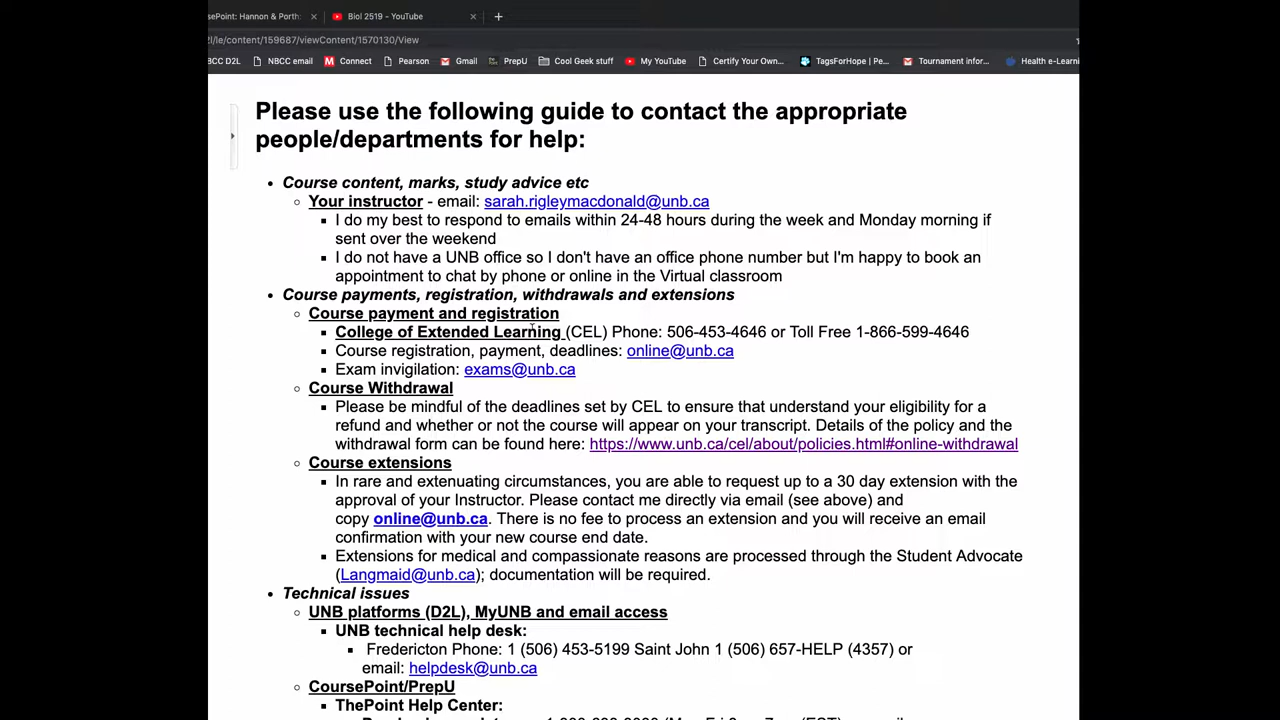 sePoint: Hannon & Porth: × Biol 2519 - YouTube × +
l/le/content/159687/viewContent/1570130/View
BCC D2L NBCC email Connect Pearson Gmail PrepU Cool Geek stuff My YouTube Certify Your Own... TagsForHope | Pe... Tournament infor... Health e-Learni
Please use the following guide to contact the appropriate
people/departments for help:
• Course content, marks, study advice etc
Your instructor - email: sarah.rigleymacdonald@unb.ca
I do my best to respond to emails within 24-48 hours during the week and Monday morning if
sent over the weekend
I do not have a UNB office so I don't have an office phone number but I'm happy to book an
appointment to chat by phone or online in the Virtual classroom
• Course payments, registration, withdrawals and extensions
Course payment and registration
College of Extended Learning (CEL) Phone: 506-453-4646 or Toll Free 1-866-599-4646
Course registration, payment, deadlines: online@unb.ca
Exam invigilation: exams@unb.ca
Course Withdrawal
Please be mindful of the deadlines set by CEL to ensure that understand your eligibility for a
refund and whether or not the course will appear on your transcript. Details of the policy and the
withdrawal form can be found here: https://www.unb.ca/cel/about/policies.html#online-withdrawal
Course extensions
In rare and extenuating circumstances, you are able to request up to a 30 day extension with the
approval of your Instructor. Please contact me directly via email (see above) and
copy online@unb.ca. There is no fee to process an extension and you will receive an email
confirmation with your new course end date.
Extensions for medical and compassionate reasons are processed through the Student Advocate
(Langmaid@unb.ca); documentation will be required.
• Technical issues
UNB platforms (D2L), MyUNB and email access
UNB technical help desk:
Fredericton Phone: 1 (506) 453-5199 Saint John 1 (506) 657-HELP (4357) or
email: helpdesk@unb.ca
CoursePoint/PrepU
ThePoint Help Center: